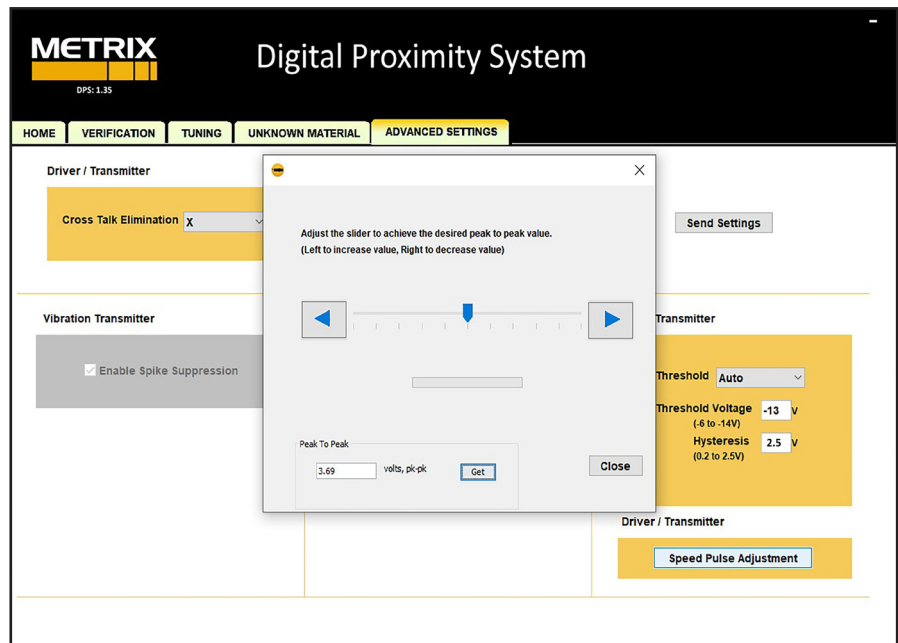 METRIX
Digital Proximity System
DPS: 1.35
HOME
VERIFICATION
TUNING
UNKNOWN MATERIAL
ADVANCED SETTINGS
Driver / Transmitter
Cross Talk Elimination X
Send Settings
Adjust the slider to achieve the desired peak to peak value.
(Left to increase value, Right to decrease value)
Vibration Transmitter
Enable Spike Suppression
Peak To Peak
3.69 volts, pk-pk Get
Close
Transmitter
Threshold Auto
Threshold Voltage -13 V
(-6 to -14V)
Hysteresis 2.5 V
(0.2 to 2.5V)
Driver / Transmitter
Speed Pulse Adjustment